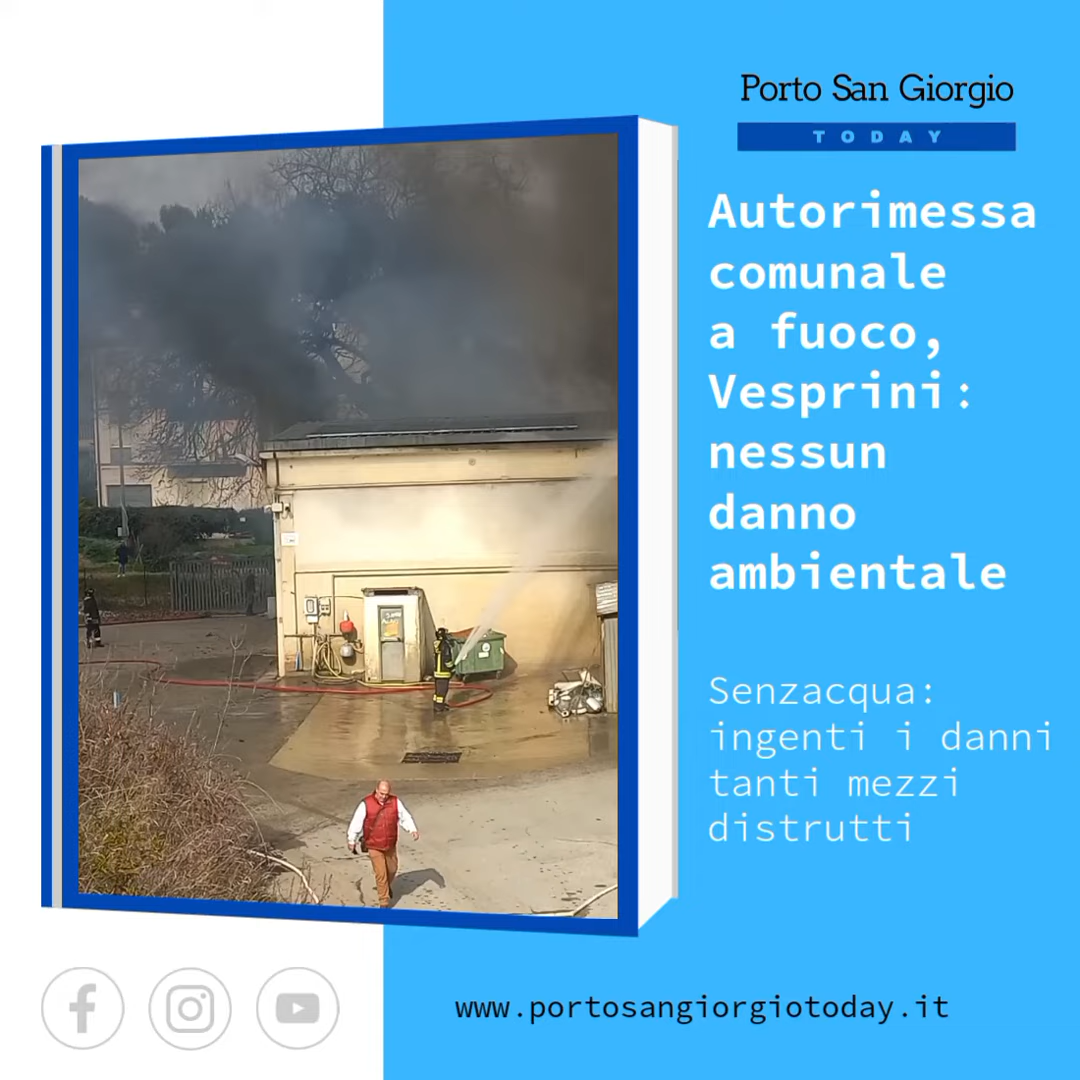 Porto San Giorgio
TODAY
Autorimessa
comunale
a fuoco,
Vesprini:
nessun
danno
ambientale
Senzacqua:
ingenti i danni
tanti mezzi
distrutti
www.portosangiorgiotoday.it